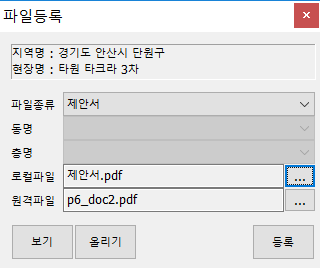 파일등록
지역명 : 경기도 안산시 단원구
현장명 : 타원 타크라 3차
파일종류 제안서
동명
층명
로컬파일 제안서.pdf ...
원격파일 p6_doc2.pdf ...
보기 올리기 등록